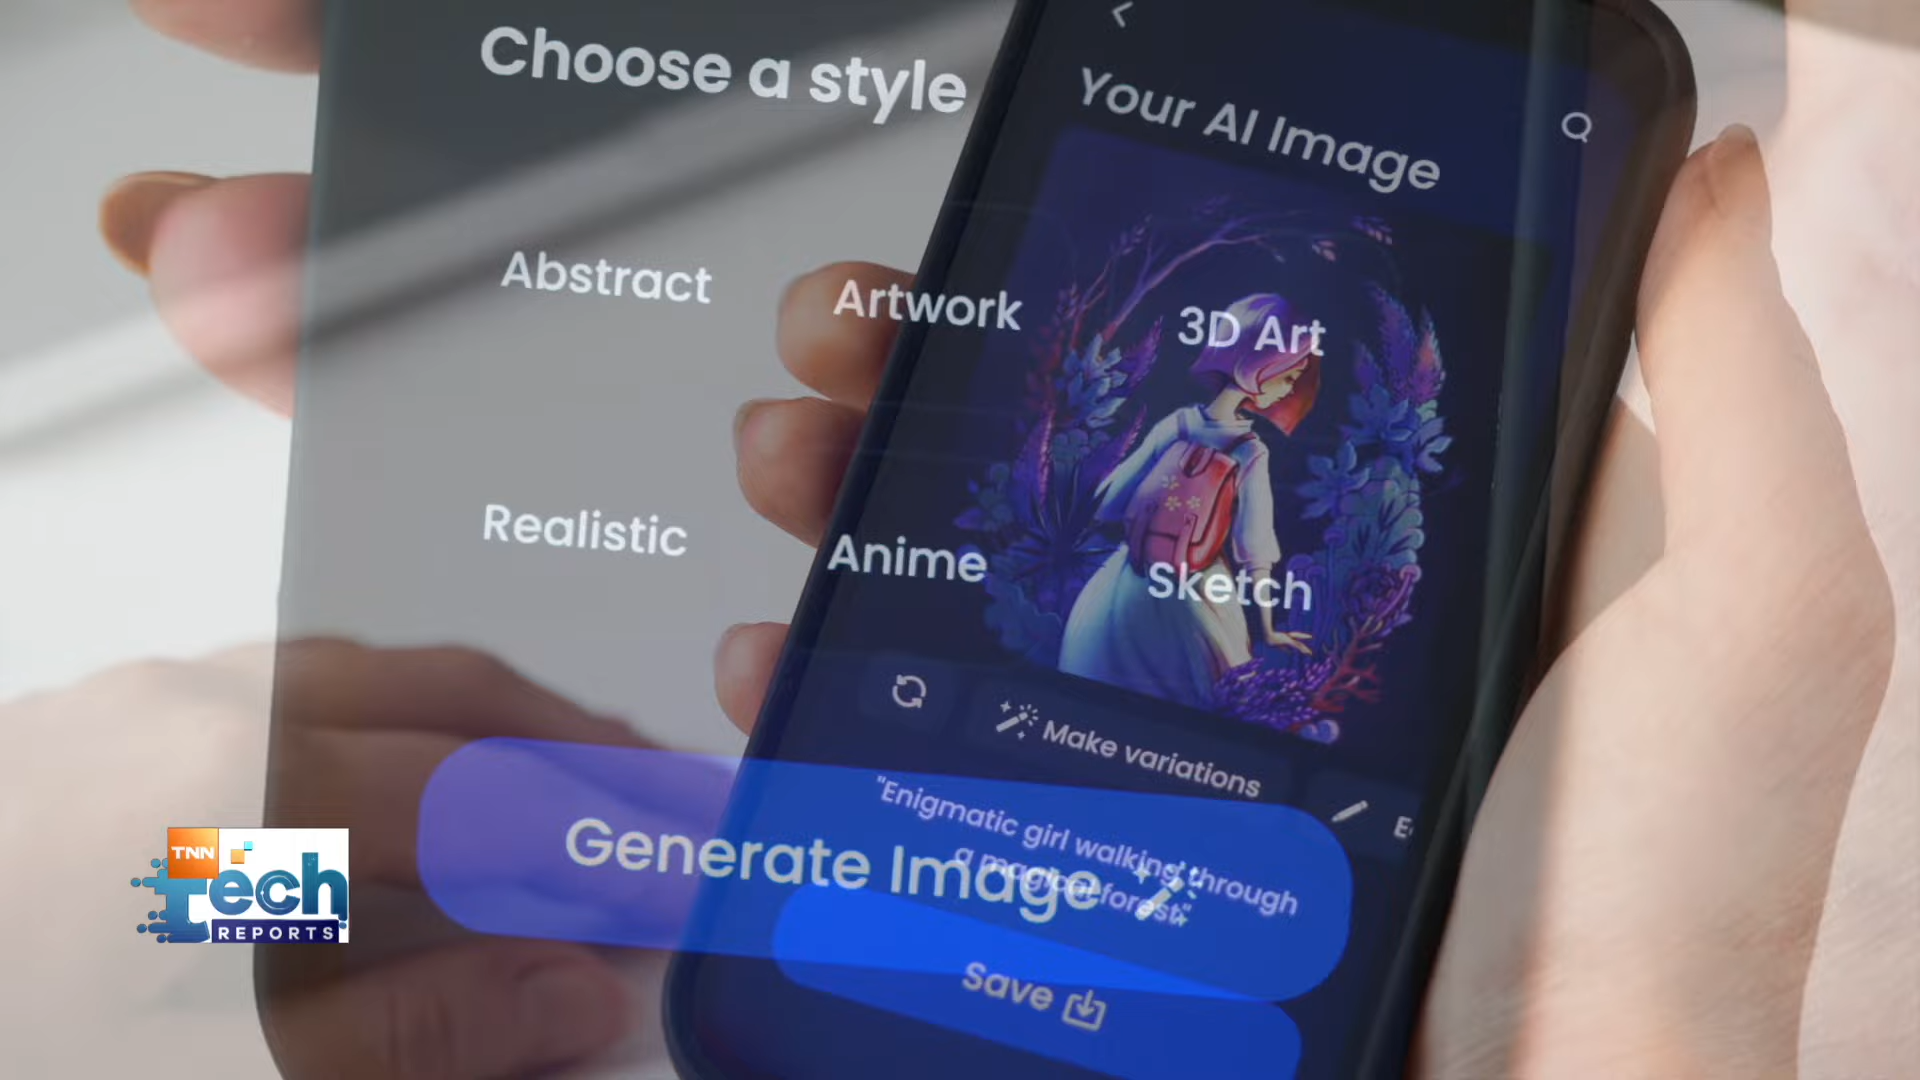 Choose a style
Your AI Image
Abstract
Artwork
3D Art
Realistic
Anime
Sketch
Make variations
"Enigmatic girl walking through
a magical forest"
Generate Image
Save
TNN
Tech
REPORTS